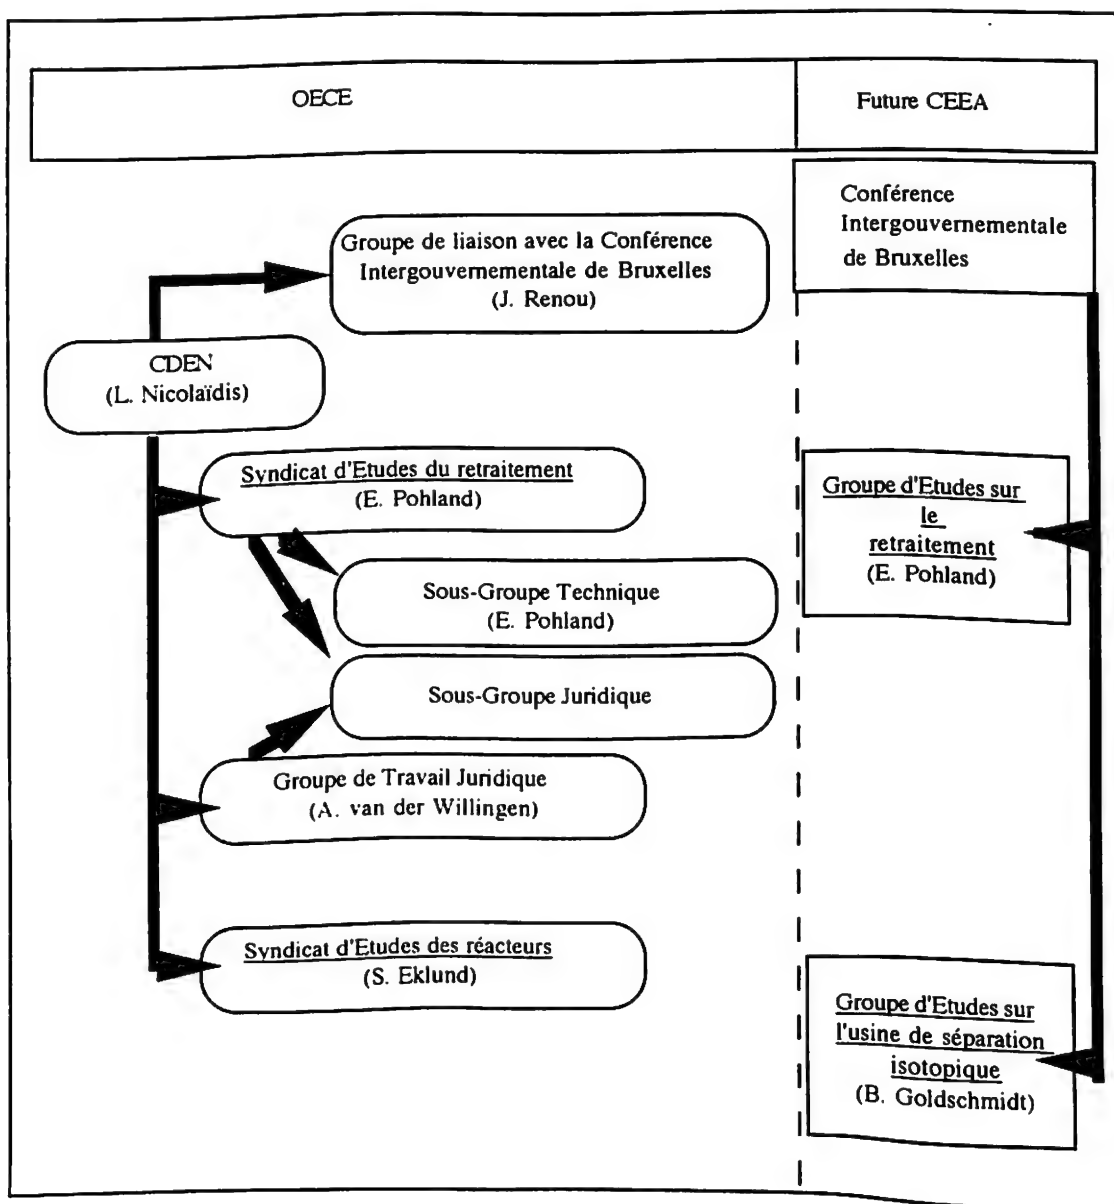 OECE
Future CEEA
Conférence
Intergouvernementale
de Bruxelles
Groupe de liaison avec la Conférence
Intergouvernementale de Bruxelles
(J. Renou)
CDEN
(L. Nicolaïdis)
Syndicat d'Etudes du retraitement
(E. Pohland)
Groupe d'Etudes sur
le
retraitement
(E. Pohland)
Sous-Groupe Technique
(E. Pohland)
Sous-Groupe Juridique
Groupe de Travail Juridique
(A. van der Willingen)
Syndicat d'Etudes des réacteurs
(S. Eklund)
Groupe d'Etudes sur
l'usine de séparation
isotopique
(B. Goldschmidt)